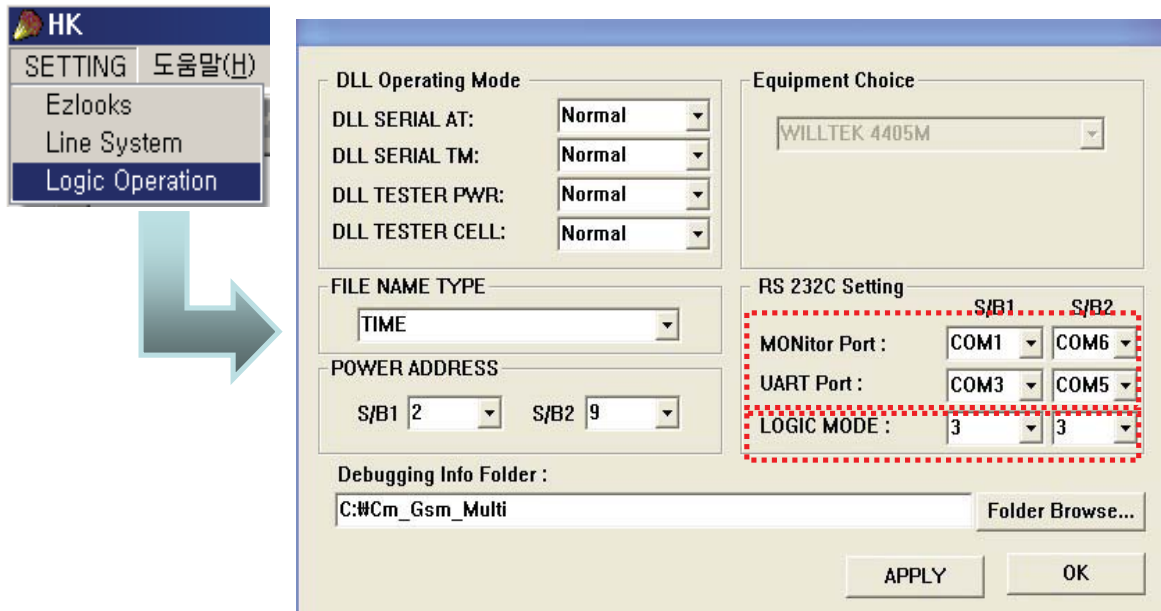 HK
SETTING 도움말(H)
Ezlooks
Line System
Logic Operation
DLL Operating Mode
DLL SERIAL AT: Normal
DLL SERIAL TM: Normal
DLL TESTER PWR: Normal
DLL TESTER CELL: Normal
Equipment Choice
WILLTEK 4405M
FILE NAME TYPE
TIME
POWER ADDRESS
S/B1 2 S/B2 9
RS 232C Setting
S/B1 S/B2
MONitor Port : COM1 COM6
UART Port : COM3 COM5
LOGIC MODE : 3 3
Debugging Info Folder :
C:₩Cm_Gsm_Multi Folder Browse...
APPLY OK